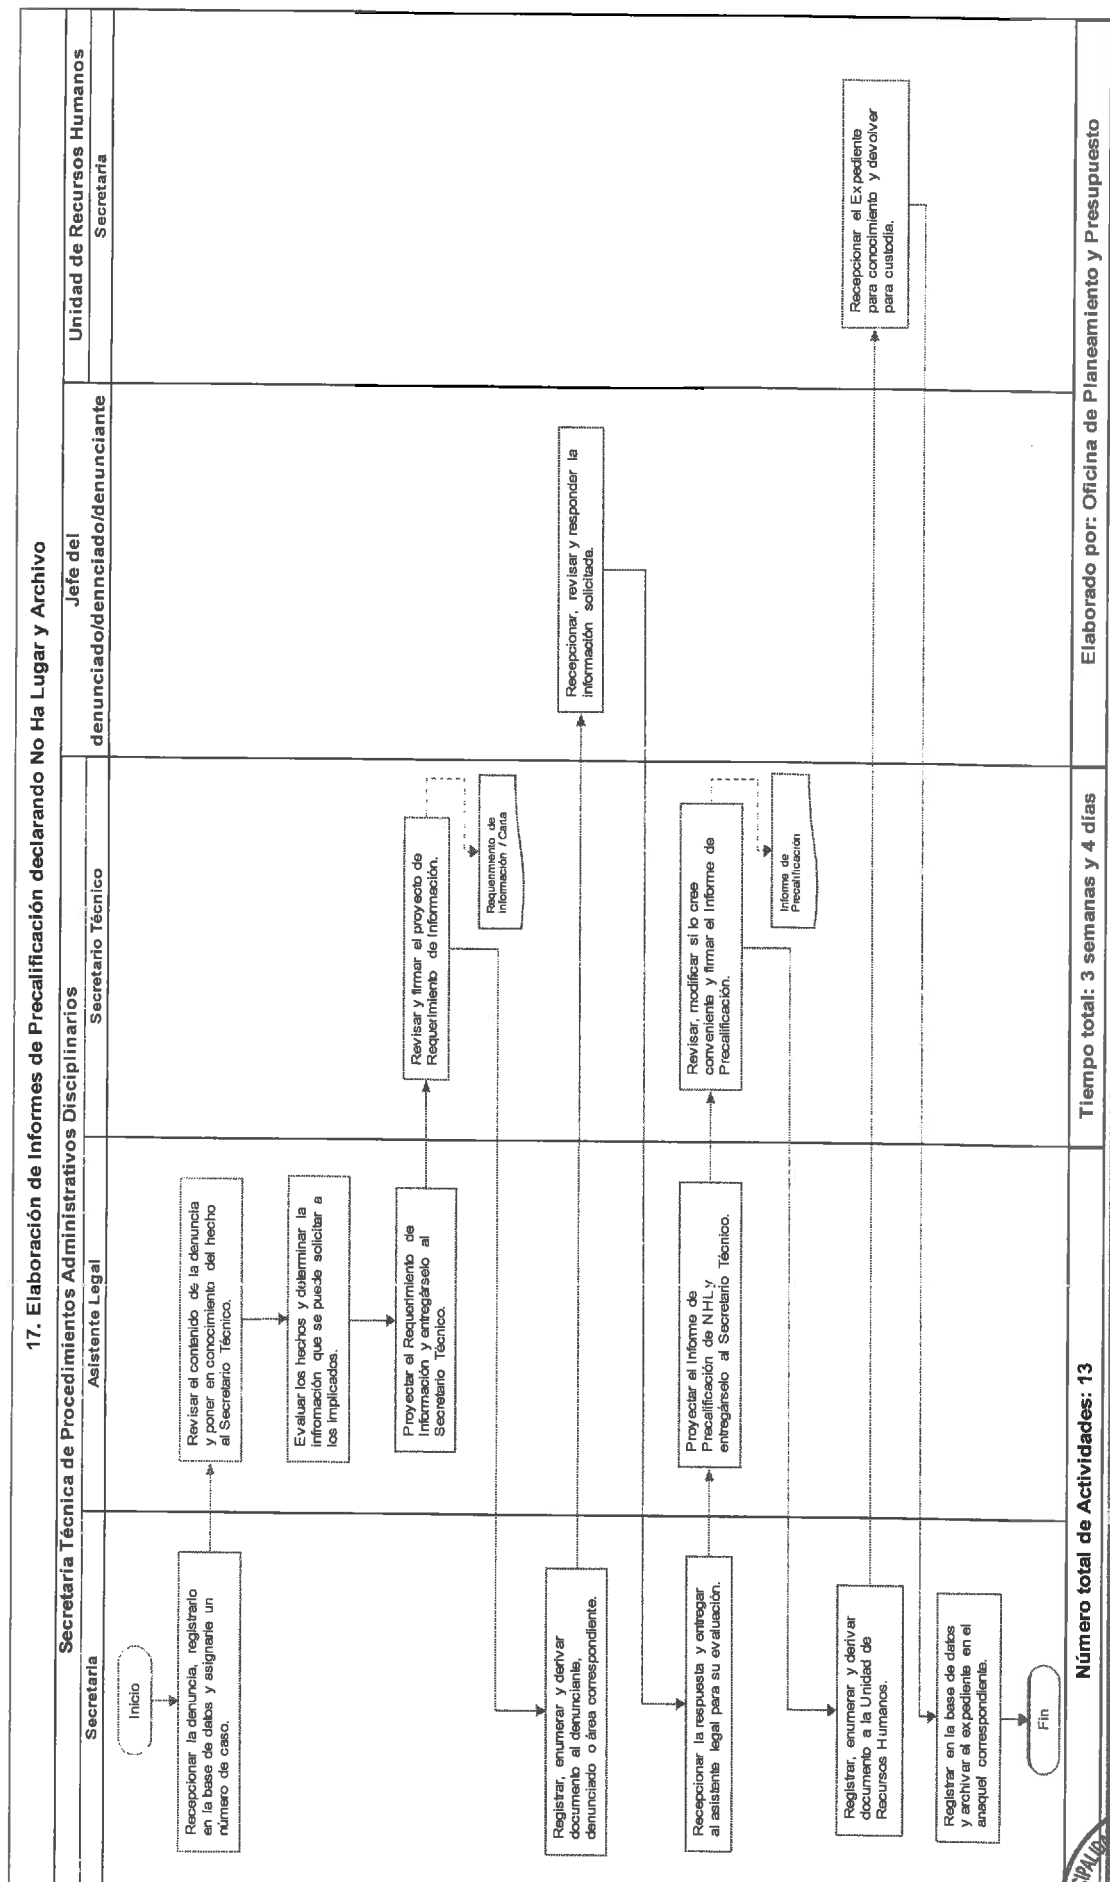 17. Elaboración de Informes de Precalificación declarando No Ha Lugar y Archivo
Secretaría Técnica de Procedimientos Administrativos Disciplinarios
Jefe del
denunciado/dennciado/denunciante
Unidad de Recursos Humanos
Secretaria
Asistente Legal
Secretario Técnico
Secretaria
Inicio
Recepcionar la denuncia, registrarlo
en la base de datos y asignarle un
número de caso.
Revisar el contenido de la denuncia
y poner en conocimiento del hecho
al Secretario Técnico.
Evaluar los hechos y determinar la
infromación que se puede solicitar a
los implicados.
Proyectar el Requerimiento de
Información y entregárselo al
Secretario Técnico.
Revisar y firmar el proyecto de
Requerimiento de Información.
Requerimiento de
información / Carta
Registrar, enumerar y derivar
documento al denunciante,
denunciado o área correspondiente.
Recepcionar, revisar y responder la
información solicitada.
Recepcionar la respuesta y entregar
al asistente legal para su evaluación.
Proyectar el Informe de
Precalificación de NHL y
entregárselo al Secretario Técnico.
Revisar, modificar si lo cree
conveniente y firmar el Informe de
Precalificación.
Informe de
Precalificación
Registrar, enumerar y derivar
documento a la Unidad de
Recursos Humanos.
Recepcionar el Expediente
para conocimiento y devolver
para custodia.
Registrar en la base de datos
y archivar el expediente en el
anaquel correspondiente.
Fin
Número total de Actividades: 13
Tiempo total: 3 semanas y 4 días
Elaborado por: Oficina de Planeamiento y Presupuesto